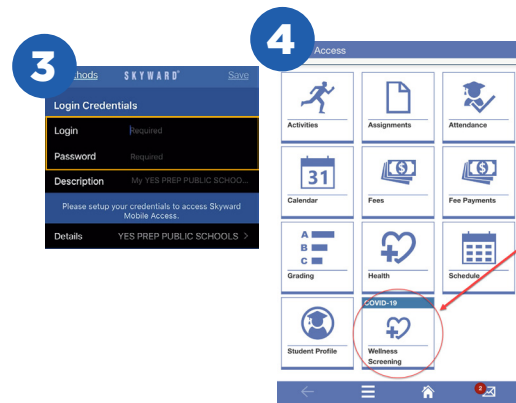 3
hods SKYWARD® Save
Login Credentials
Login Required
Password Required
Description My YES PREP PUBLIC SCHOO...
Please setup your credentials to access Skyward
Mobile Access.
Details YES PREP PUBLIC SCHOOLS >
4
Access
Activities
Assignments
Attendance
31
Calendar
$
Fees
$
Fee Payments
A
B
C
Grading
Health
Schedule
Student Profile
COVID-19
Wellness
Screening
2